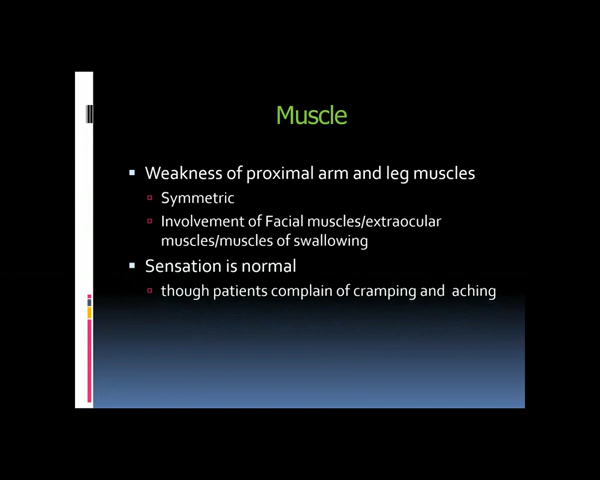 Muscle
Weakness of proximal arm and leg muscles
Symmetric
Involvement of Facial muscles/extraocular
muscles/muscles of swallowing
Sensation is normal
though patients complain of cramping and aching